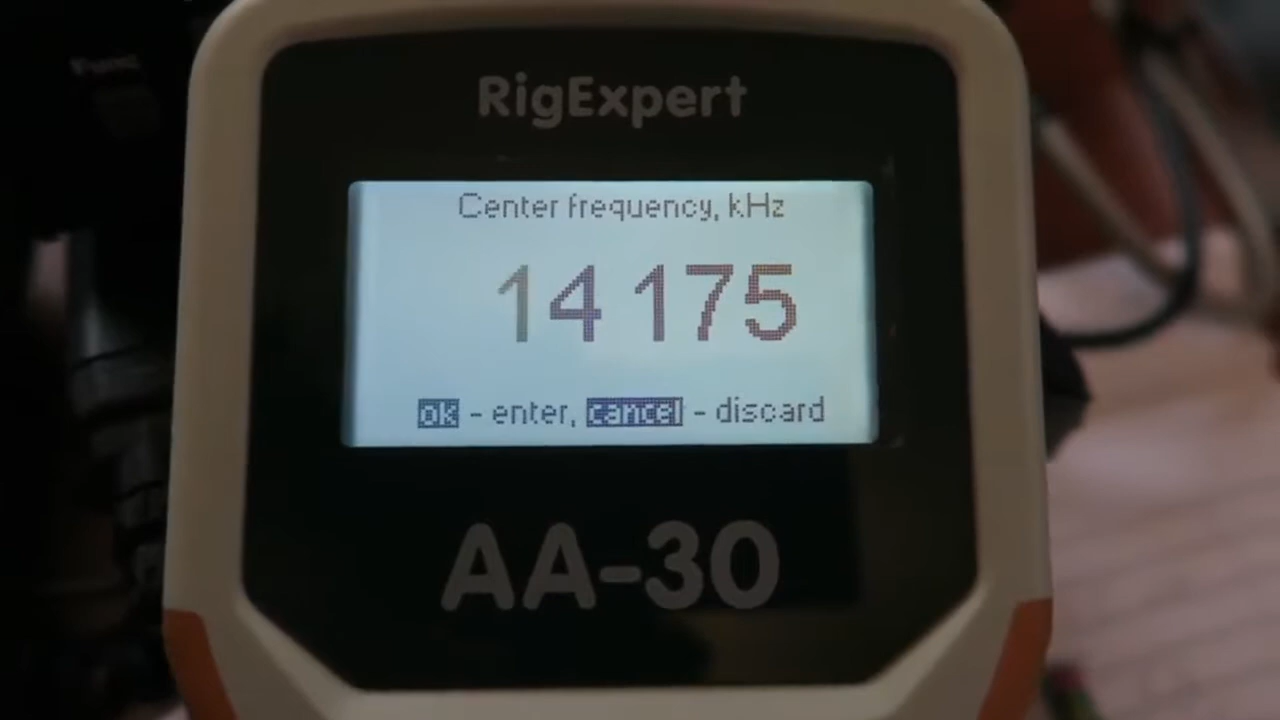 RigExpert
Center frequency, kHz
14 175
ok - enter, cancel - discard
AA-30